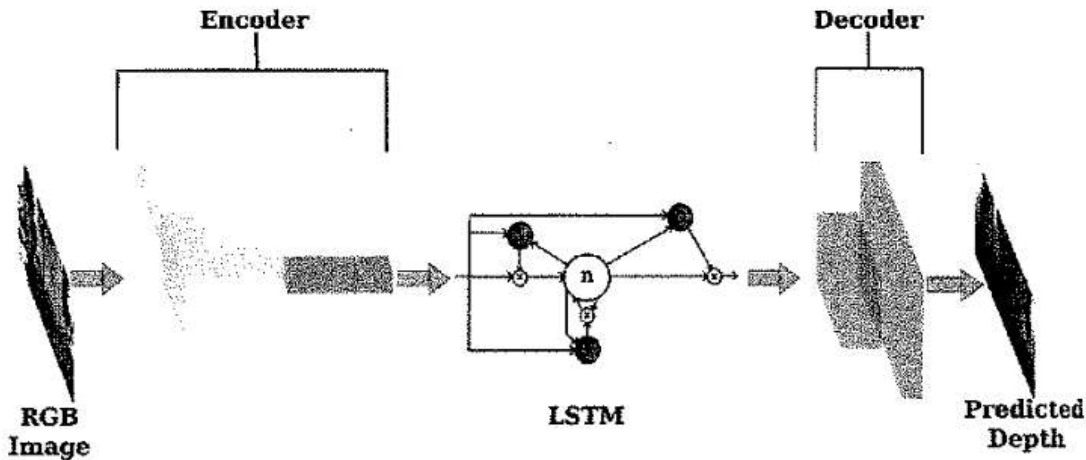 Encoder
Decoder
n
x
x
x
LSTM
RGB
Image
Predicted
Depth